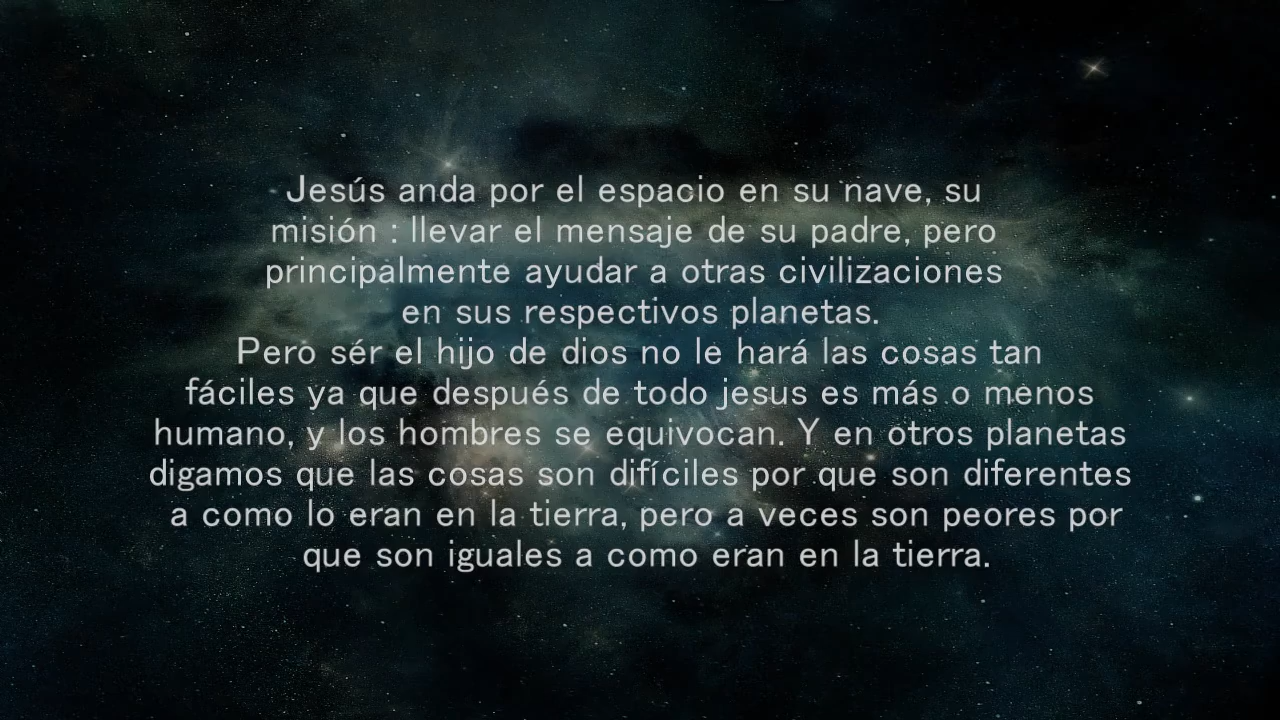 Jesús anda por el espacio en su nave, su
misión : llevar el mensaje de su padre, pero
principalmente ayudar a otras civilizaciones
en sus respectivos planetas.
Pero sér el hijo de dios no le hará las cosas tan
fáciles ya que después de todo jesus es más o menos
humano, y los hombres se equivocan. Y en otros planetas
digamos que las cosas son difíciles por que son diferentes
a como lo eran en la tierra, pero a veces son peores por
que son iguales a como eran en la tierra.